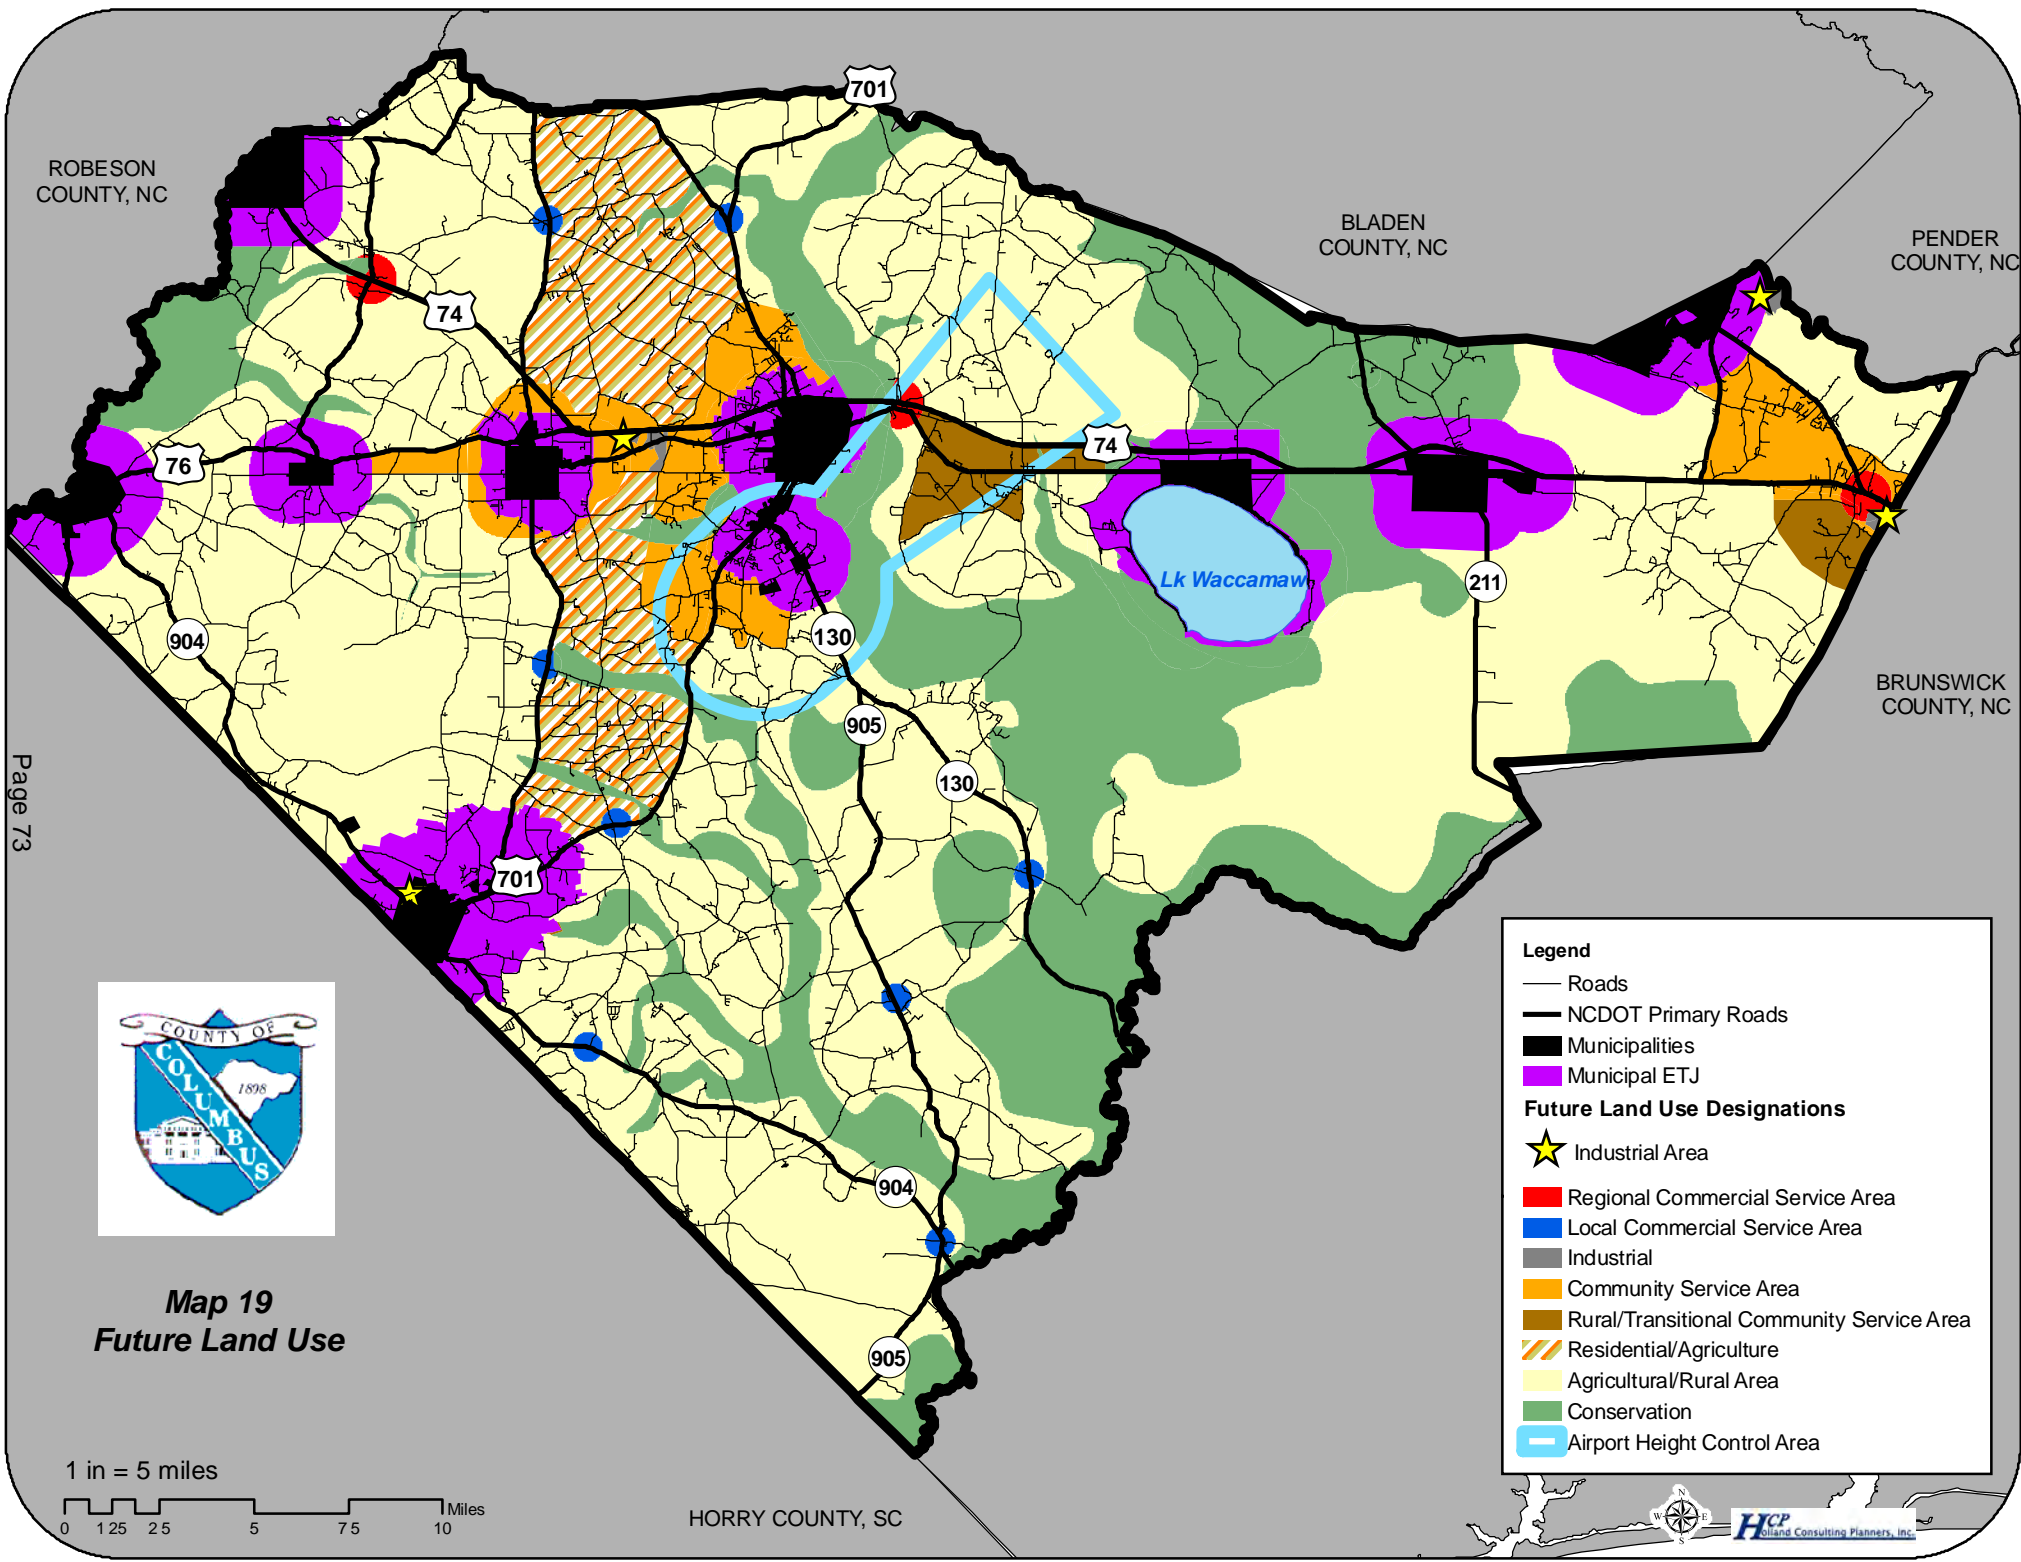 701
ROBESON
COUNTY, NC
BLADEN
COUNTY, NC
PENDER
COUNTY, NC
74
76
74
Lk Waccamaw
211
904
130
905
130
BRUNSWICK
COUNTY, NC
Page 73
701
904
905
COUNTY OF
COLUMBUS
1898
Map 19
Future Land Use
Legend
Roads
NCDOT Primary Roads
Municipalities
Municipal ETJ
Future Land Use Designations
Industrial Area
Regional Commercial Service Area
Local Commercial Service Area
Industrial
Community Service Area
Rural/Transitional Community Service Area
Residential/Agriculture
Agricultural/Rural Area
Conservation
Airport Height Control Area
1 in = 5 miles
Miles
0 1 25 2 5 5 7 5 10
HORRY COUNTY, SC
N
W E
S
HCP
Holland Consulting Planners, Inc.